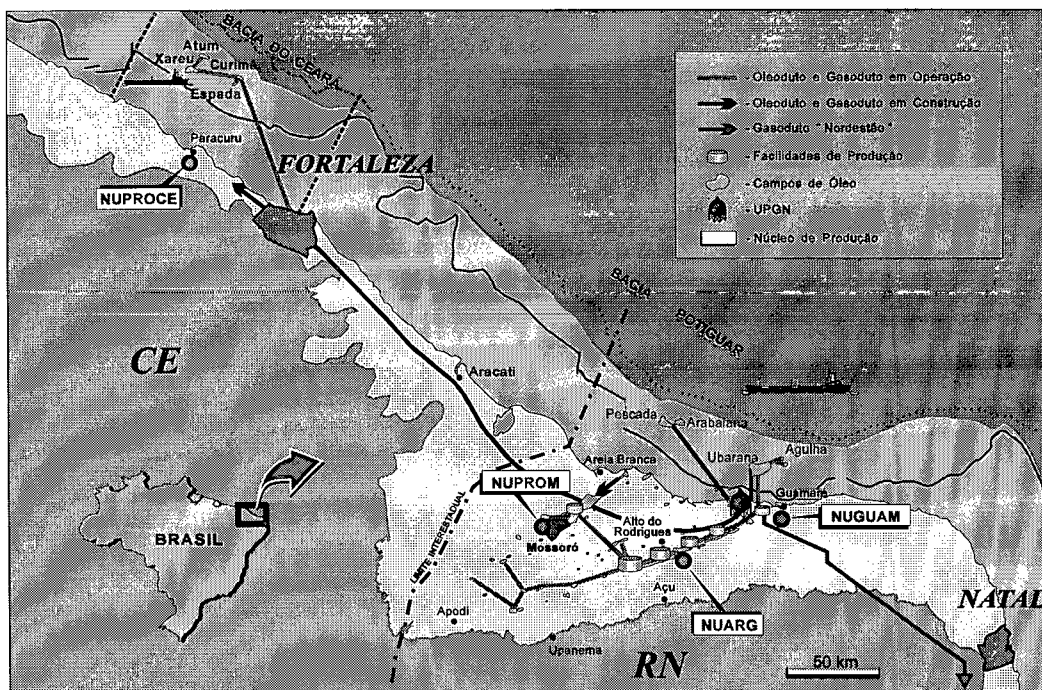 BACIA DO CEARÁ
Atum
Xareu
Curimã
Espada
Paracuru
NUPROCE
FORTALEZA
- Oleoduto e Gasoduto em Operação
- Oleoduto e Gasoduto em Construção
- Gasoduto "Nordestão"
- Facilidades de Produção
- Campos de Óleo
- UPGN
- Núcleo de Produção
CE
BACIA
POTIGUAR
Aracati
Pescada
Arabaiana
Ubarana
Agulha
Areia Branca
NUPROM
Guamaré
NUGUAM
LIMITE INTERESTADUAL
Alto do
Rodrigues
Mossoró
BRASIL
Açu
NUARG
Apodi
Upanema
NATAL
RN
50 km